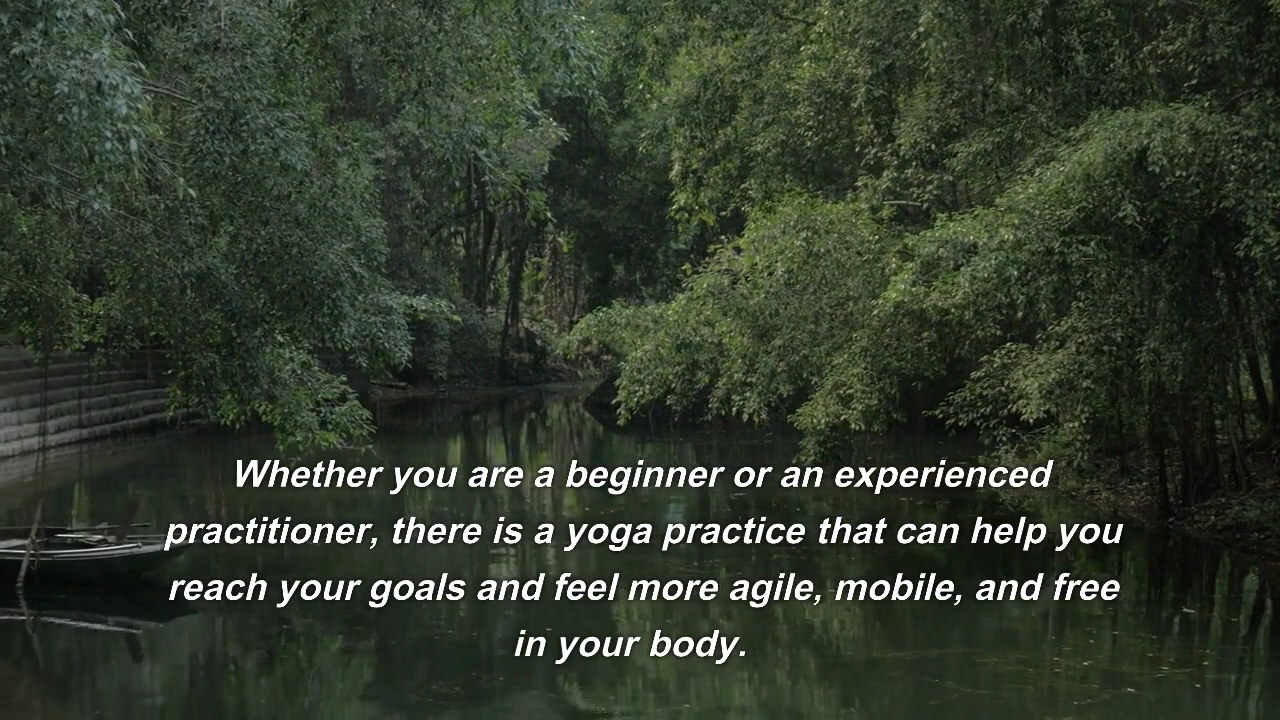 Whether you are a beginner or an experienced
practitioner, there is a yoga practice that can help you
reach your goals and feel more agile, mobile, and free
in your body.